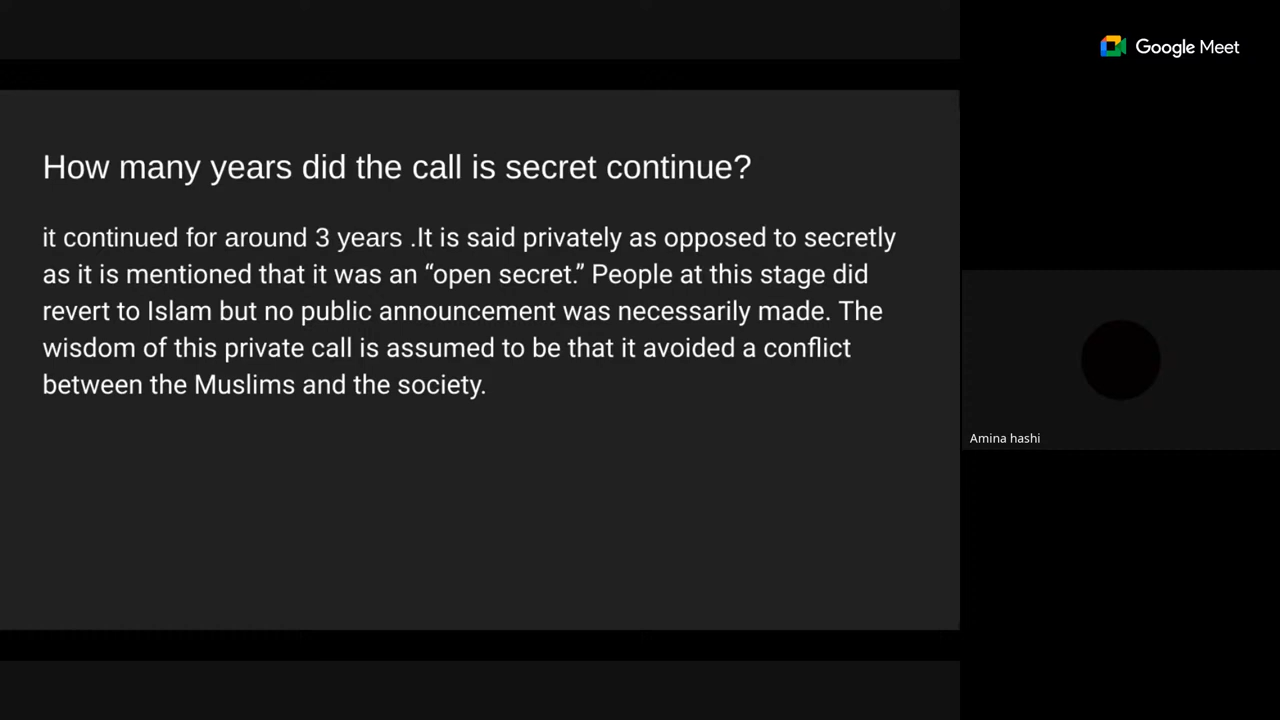 Google Meet
How many years did the call is secret continue?
it continued for around 3 years .It is said privately as opposed to secretly
as it is mentioned that it was an “open secret.” People at this stage did
revert to Islam but no public announcement was necessarily made. The
wisdom of this private call is assumed to be that it avoided a conflict
between the Muslims and the society.
Amina hashi